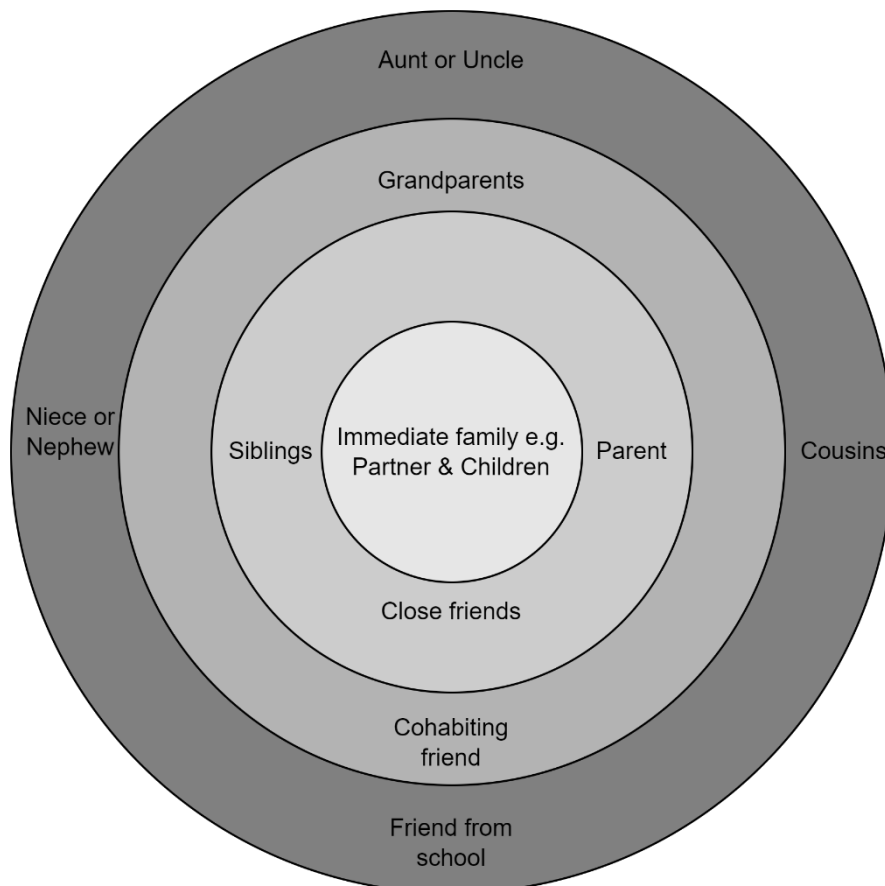 Aunt or Uncle
Grandparents
Niece or
Nephew
Siblings
Immediate family e.g.
Partner & Children
Parent
Cousins
Close friends
Cohabiting
friend
Friend from
school